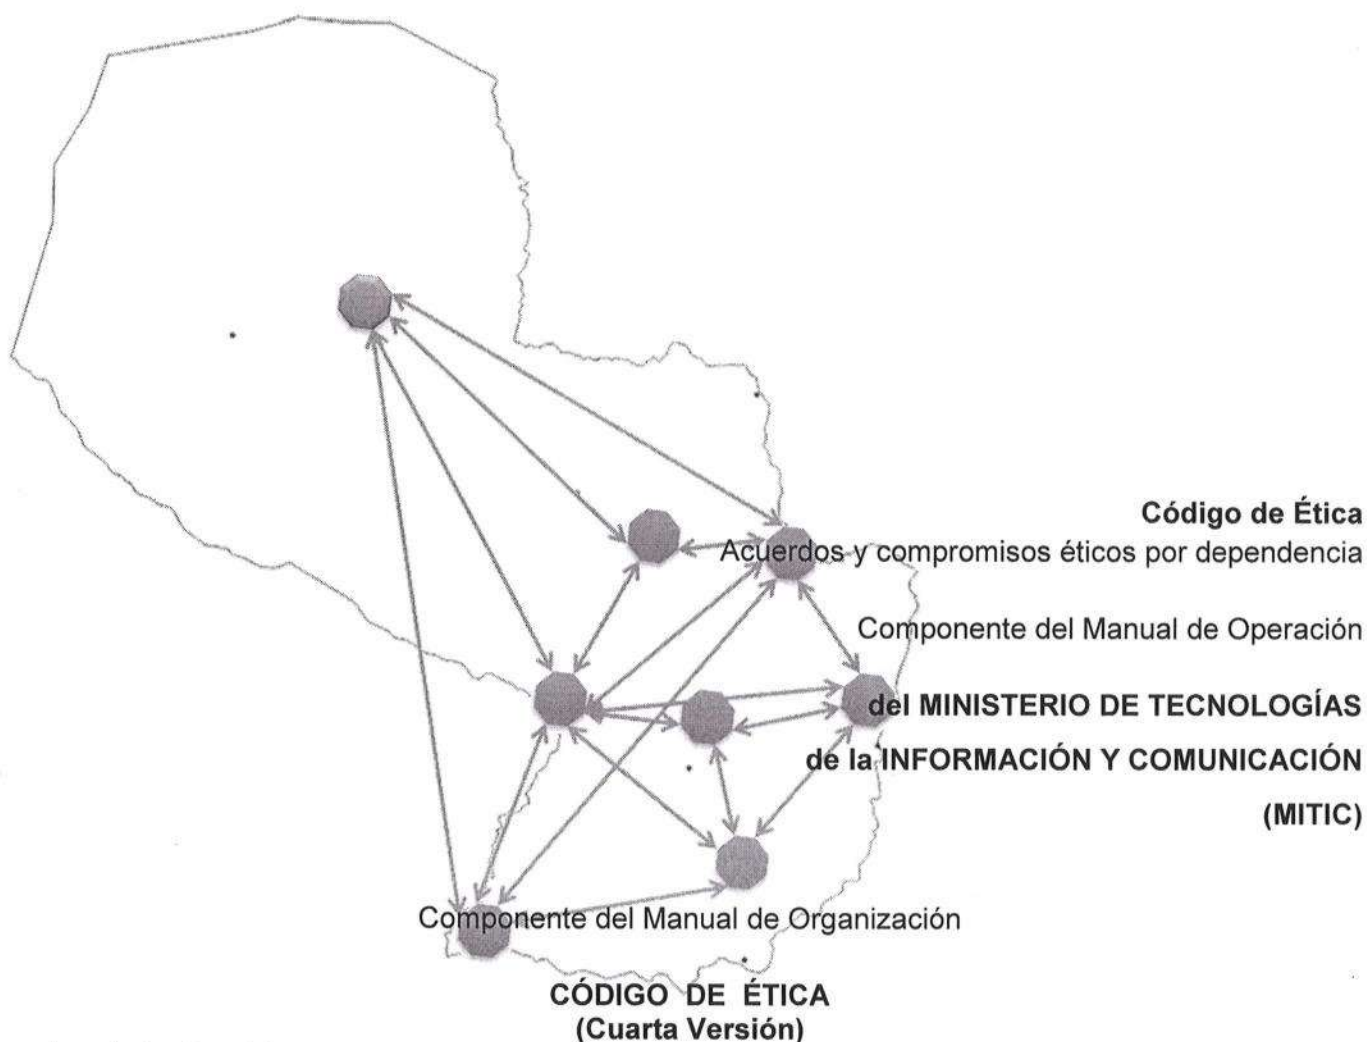 Código de Ética
Acuerdos y compromisos éticos por dependencia
Componente del Manual de Operación
del MINISTERIO DE TECNOLOGÍAS
de la INFORMACIÓN Y COMUNICACIÓN
(MITIC)
Componente del Manual de Organización
CÓDIGO DE ÉTICA
(Cuarta Versión)